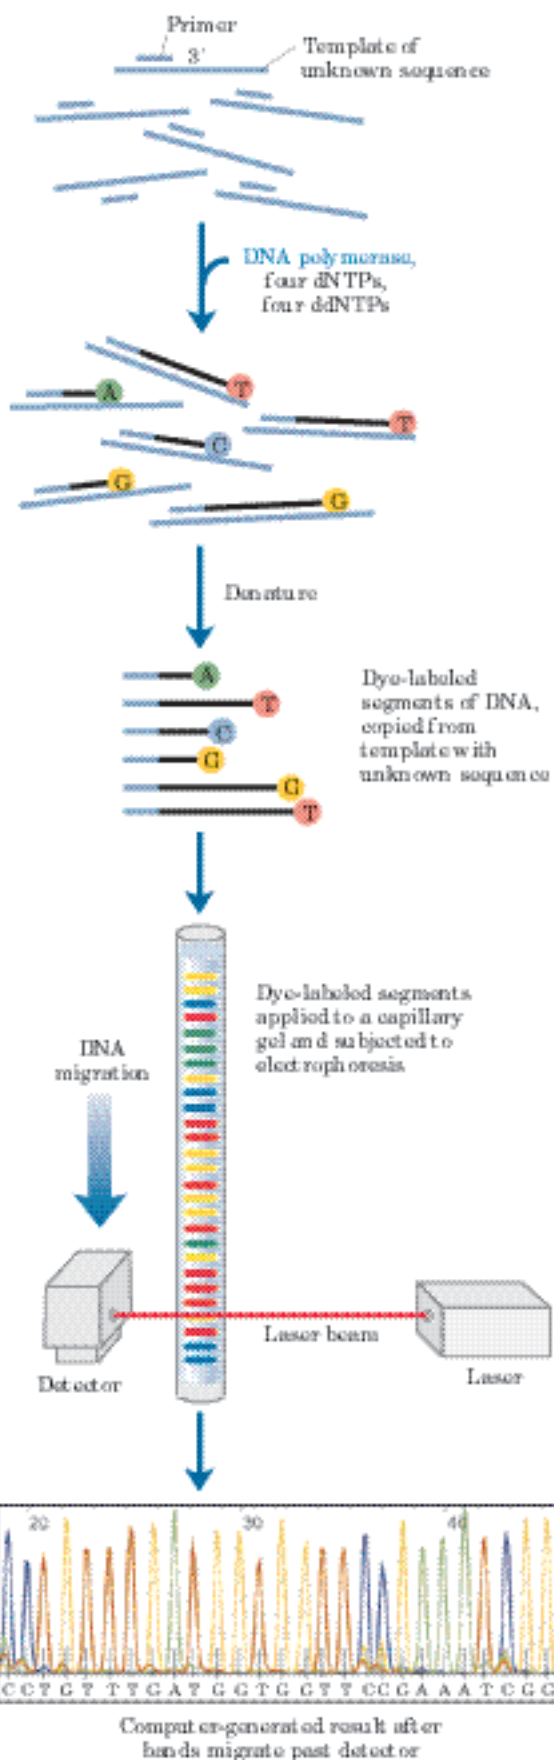 Primer
3'
Template of
unknown sequence
DNA polymerase,
four dNTPs,
four ddNTPs
A
T
T
C
G
G
Denature
A
T
C
G
G
T
Dye-labeled
segments of DNA,
copied from
template with
unknown sequence
Dye-labeled segments
applied to a capillary
gel and subjected to
electrophoresis
DNA
migration
Laser beam
Detector
Laser
20 30 40
C C T G T T T G A T G G T G G T T C C G A A A T C G G
Computer-generated result after
bands migrate past detector